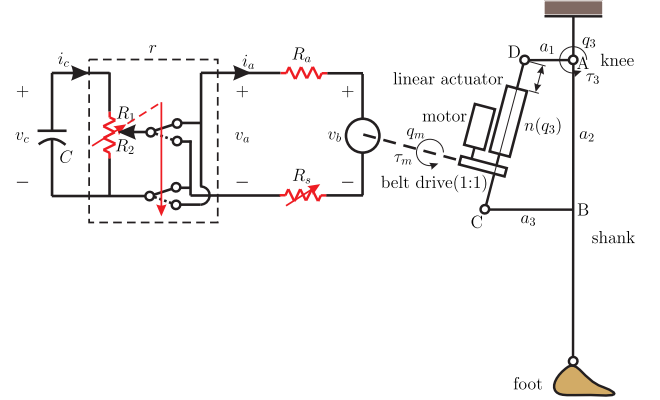 r
i_c
i_a
R_a
a_1
q_3
D
A
knee
τ_3
linear actuator
+
+
+
R_1
motor
n(q_3)
v_c
C
R_2
v_a
v_b
q_m
a_2
τ_m
−
−
−
R_s
belt drive(1:1)
C
a_3
B
shank
foot